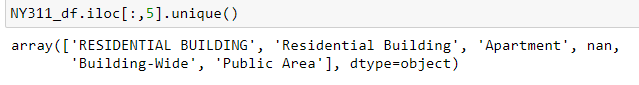 NY311_df.iloc[:,5].unique()
array(['RESIDENTIAL BUILDING', 'Residential Building', 'Apartment', nan,
'Building-Wide', 'Public Area'], dtype=object)